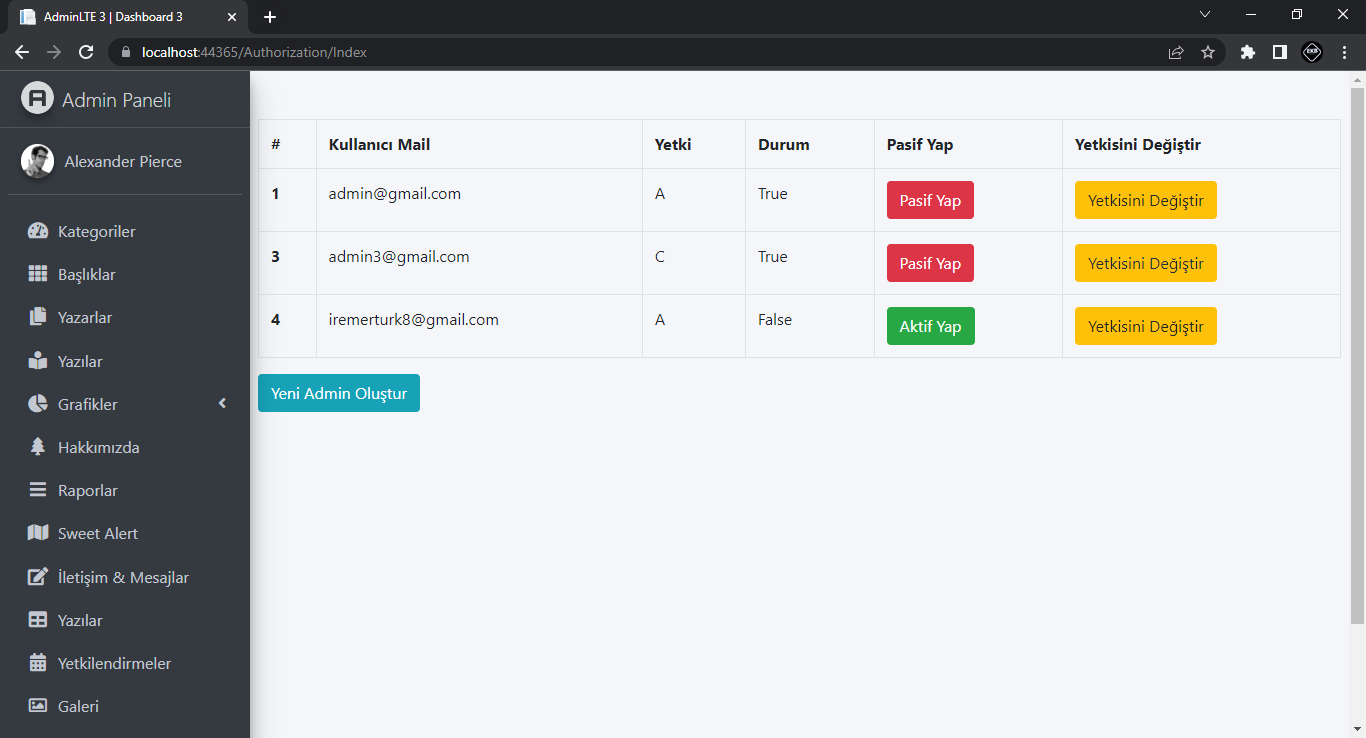 AdminLTE 3 | Dashboard 3
localhost:44365/Authorization/Index
Admin Paneli
Alexander Pierce
Kategoriler
Başlıklar
Yazarlar
Yazılar
Grafikler
Hakkımızda
Raporlar
Sweet Alert
İletişim & Mesajlar
Yazılar
Yetkilendirmeler
Galeri
# Kullanıcı Mail Yetki Durum Pasif Yap Yetkisini Değiştir
1 admin@gmail.com A True Pasif Yap Yetkisini Değiştir
3 admin3@gmail.com C True Pasif Yap Yetkisini Değiştir
4 iremerturk8@gmail.com A False Aktif Yap Yetkisini Değiştir
Yeni Admin Oluştur